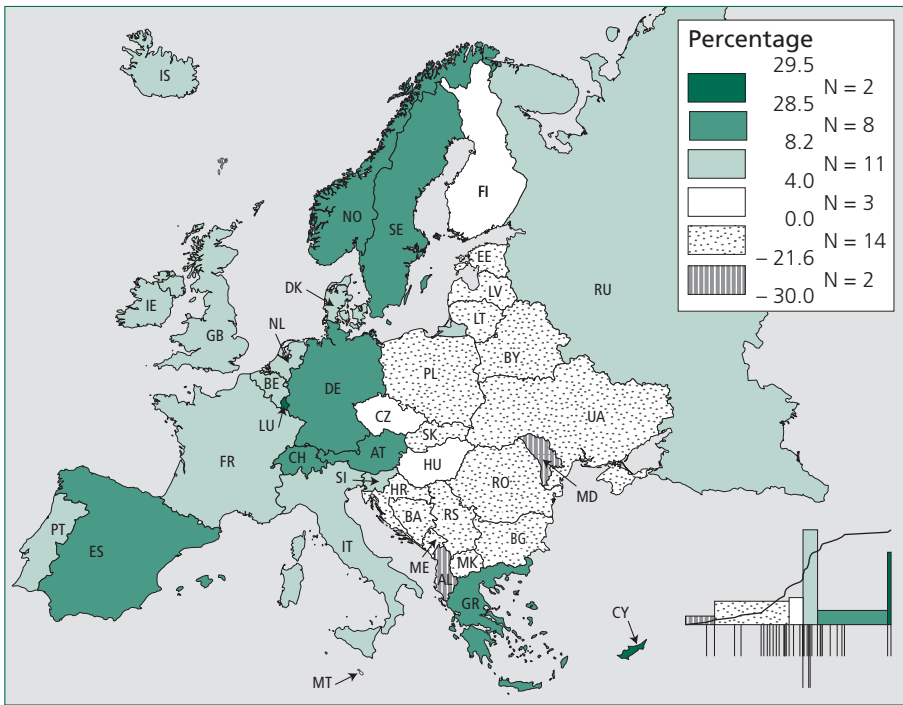 Percentage
29.5
N = 2
28.5
N = 8
8.2
N = 11
4.0
N = 3
0.0
N = 14
– 21.6
N = 2
– 30.0
IS
NO
SE
FI
EE
LV
LT
RU
DK
IE
GB
NL
BE
DE
PL
BY
LU
CZ
SK
UA
FR
CH
AT
HU
SI
HR
RO
MD
BA
RS
PT
ES
IT
ME
MK
BG
AL
GR
CY
MT